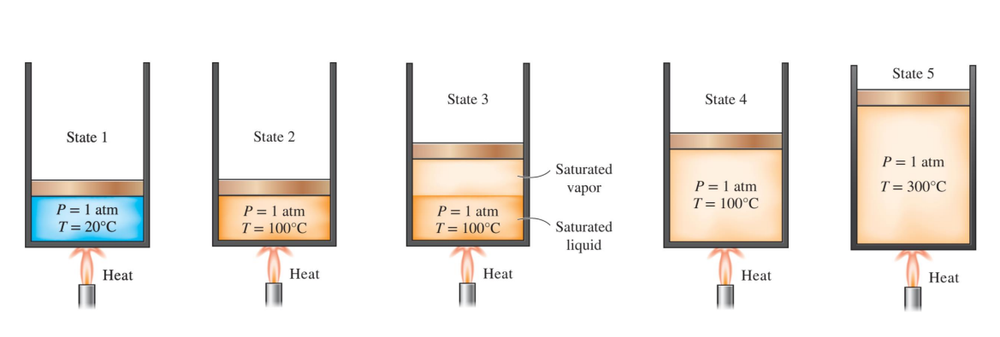 State 1
P = 1 atm
T = 20°C
Heat
State 2
P = 1 atm
T = 100°C
Heat
State 3
P = 1 atm
T = 100°C
Saturated
vapor
Saturated
liquid
Heat
State 4
P = 1 atm
T = 100°C
Heat
State 5
P = 1 atm
T = 300°C
Heat